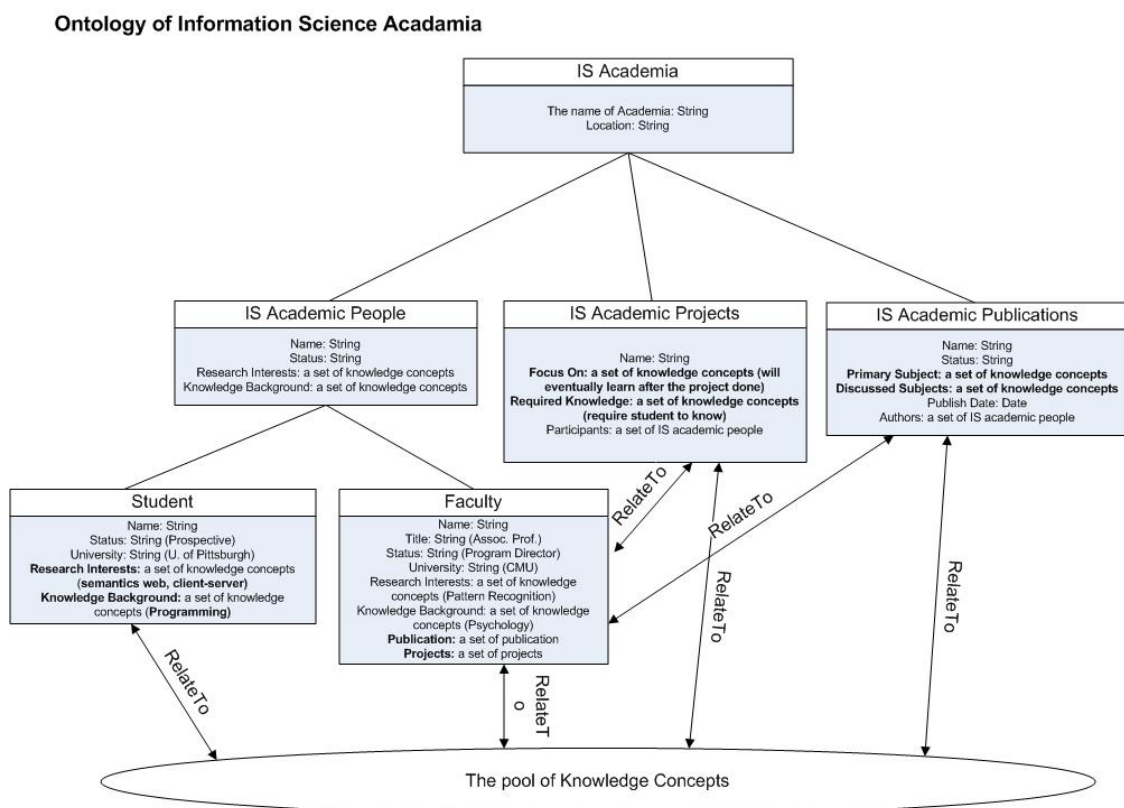 Ontology of Information Science Acadamia
IS Academia
The name of Academia: String
Location: String
IS Academic People
Name: String
Status: String
Research Interests: a set of knowledge concepts
Knowledge Background: a set of knowledge concepts
IS Academic Projects
Name: String
Focus On: a set of knowledge concepts (will
eventually learn after the project done)
Required Knowledge: a set of knowledge concepts
(require student to know)
Participants: a set of IS academic people
IS Academic Publications
Name: String
Status: String
Primary Subject: a set of knowledge concepts
Discussed Subjects: a set of knowledge concepts
Publish Date: Date
Authors: a set of IS academic people
Student
Name: String
Status: String (Prospective)
University: String (U. of Pittsburgh)
Research Interests: a set of knowledge concepts
(semantics web, client-server)
Knowledge Background: a set of knowledge
concepts (Programming)
Faculty
Name: String
Title: String (Assoc. Prof.)
Status: String (Program Director)
University: String (CMU)
Research Interests: a set of knowledge
concepts (Pattern Recognition)
Knowledge Background: a set of knowledge
concepts (Psychology)
Publication: a set of publication
Projects: a set of projects
RelateTo
RelateTo
RelateTo
RelateTo
RelateTo
RelateT
o
The pool of Knowledge Concepts